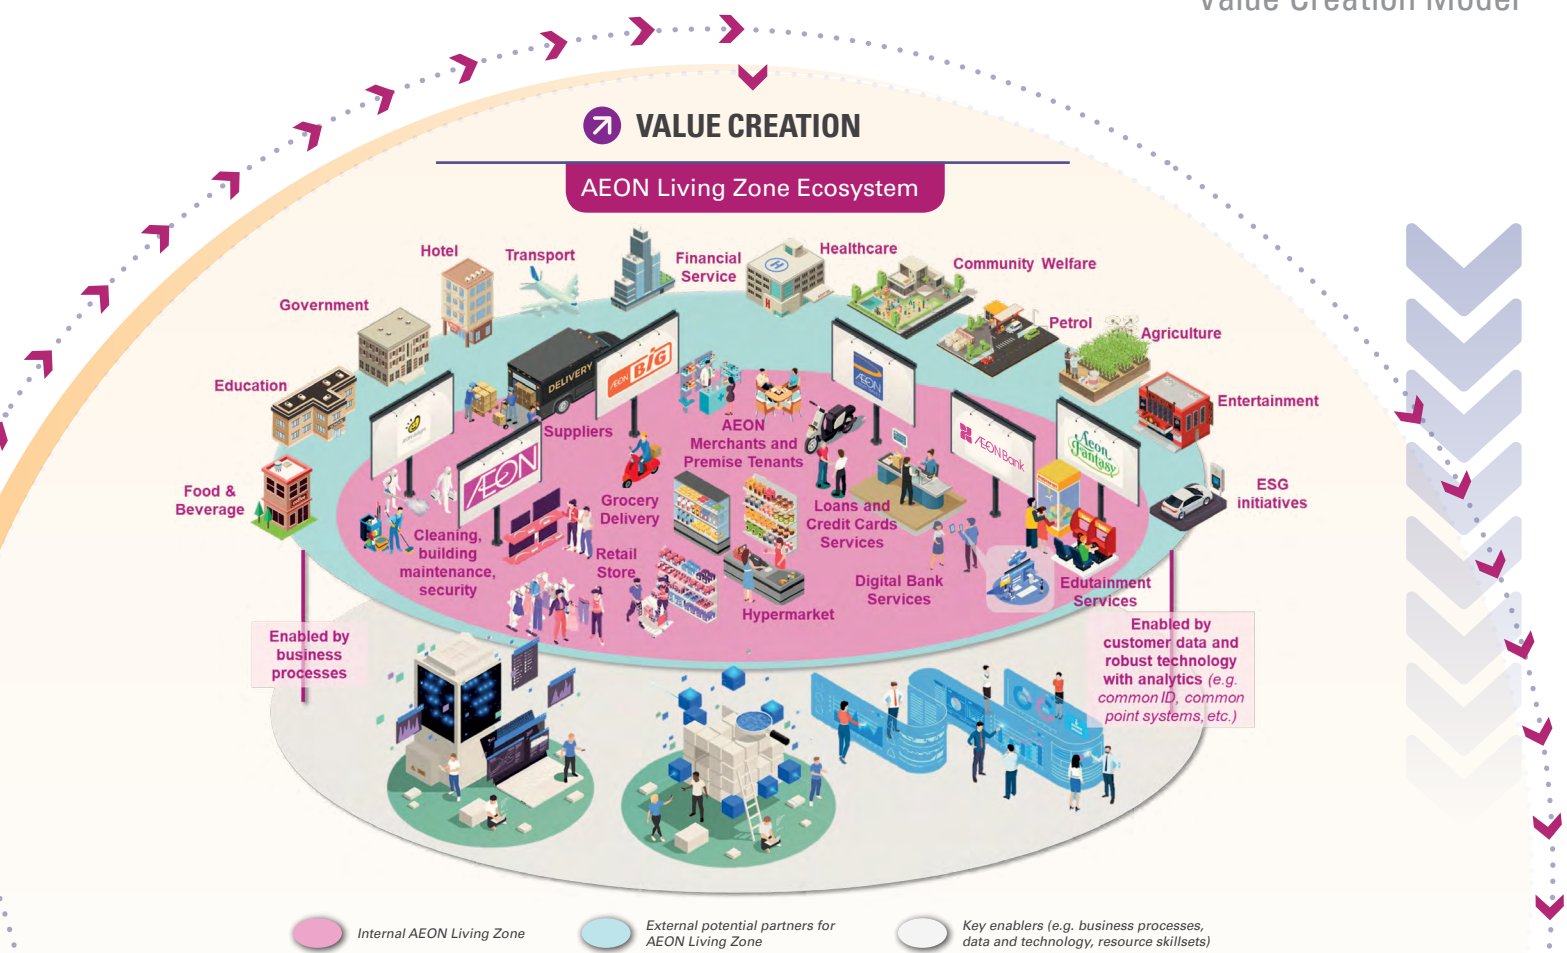 Value Creation Model
VALUE CREATION
AEON Living Zone Ecosystem
Hotel
Transport
Financial
Service
Healthcare
Community Welfare
Government
Petrol
Agriculture
Education
Entertainment
Food &
Beverage
ESG
initiatives
DELIVERY
AEON BiG
AEON
AEON
AEON Bank
Aeon
Fantasy
Suppliers
AEON
Merchants and
Premise Tenants
Grocery
Delivery
Loans and
Credit Cards
Services
Cleaning,
building
maintenance,
security
Retail
Store
Hypermarket
Digital Bank
Services
Edutainment
Services
Enabled by
business
processes
Enabled by
customer data and
robust technology
with analytics (e.g.
common ID, common
point systems, etc.)
Internal AEON Living Zone
External potential partners for
AEON Living Zone
Key enablers (e.g. business processes,
data and technology, resource skillsets)